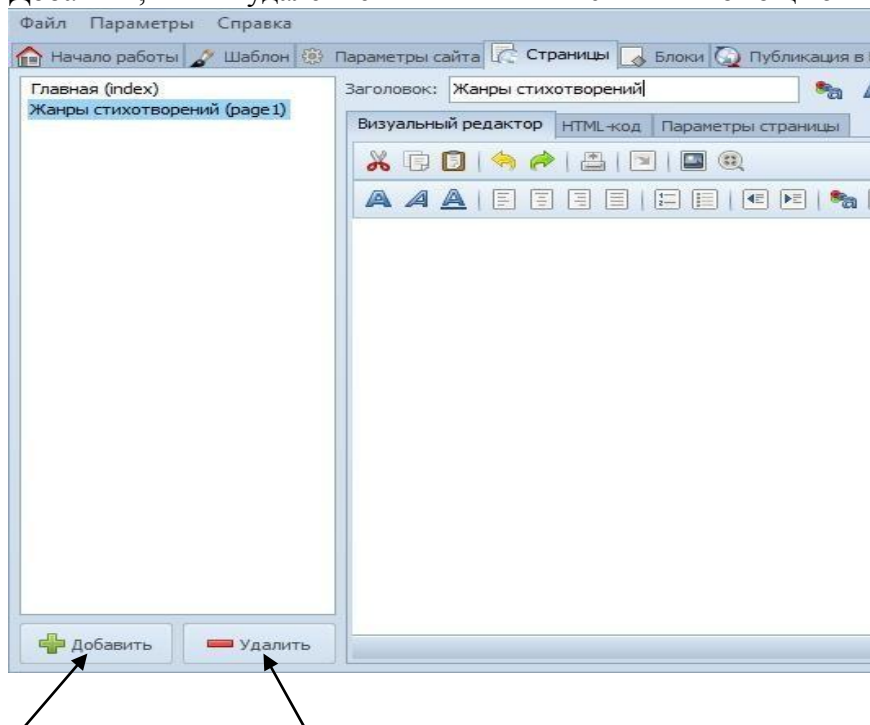 Файл Параметры Справка
Начало работы Шаблон Параметры сайта Страницы Блоки Публикация в
Главная (index)
Жанры стихотворений (page1)
Заголовок: Жанры стихотворений
Визуальный редактор HTML-код Параметры страницы
Добавить Удалить